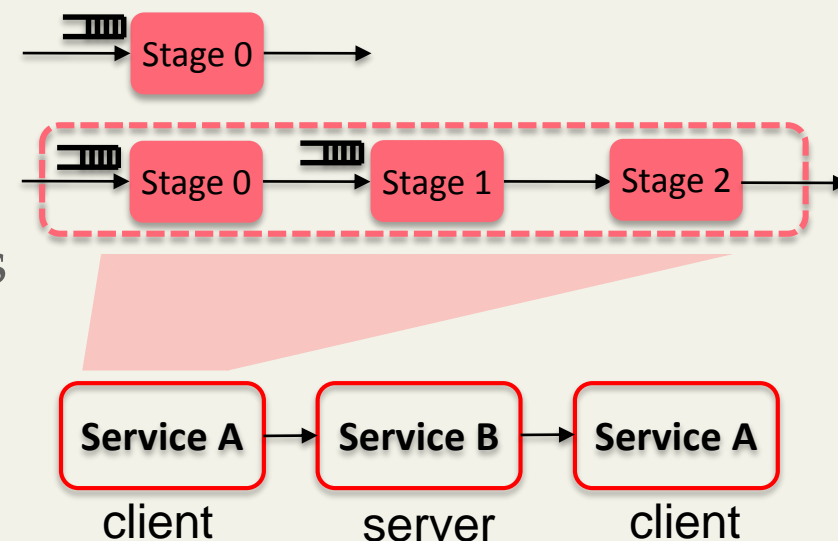 Stage 0
Stage 0 Stage 1 Stage 2
s
Service A Service B Service A
client server client